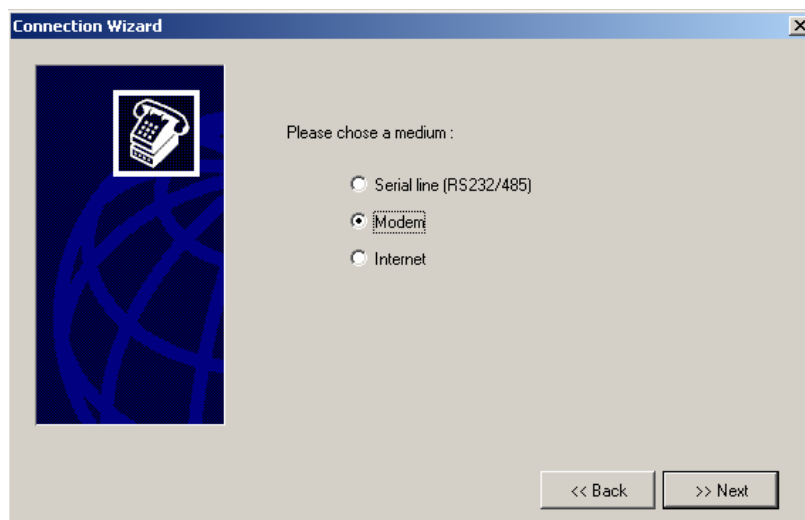 Connection Wizard
Please chose a medium :
Serial line (RS232/485)
Modem
Internet
<< Back
>> Next